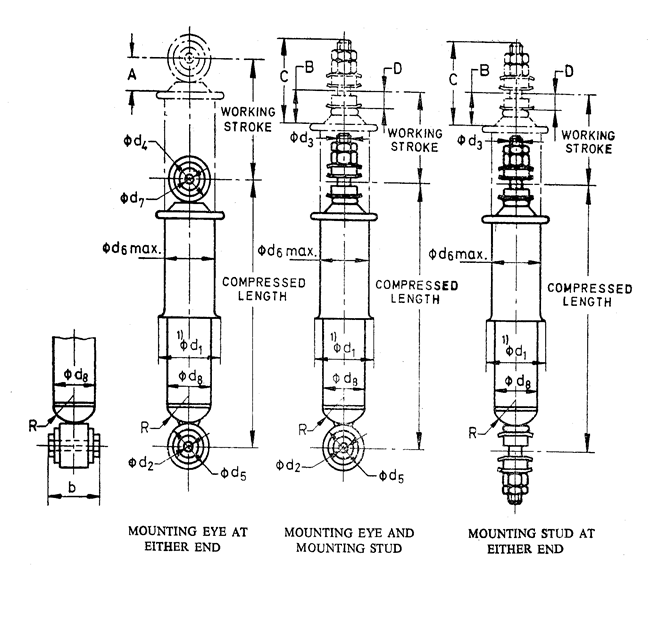 A
WORKING
STROKE
Φd₄
Φd₇
Φd₆ max.
COMPRESSED
LENGTH
1)
Φd₁
d₈
R
Φd₂
Φd₅
MOUNTING EYE AT
EITHER END
Φd₈
R
b
C
B
D
WORKING
STROKE
Φd₃
Φd₆ max.
COMPRESSED
LENGTH
1)
Φd₁
Φd₈
R
Φd₂
Φd₅
MOUNTING EYE AND
MOUNTING STUD
C
B
D
WORKING
STROKE
Φd₃
Φd₆ max.
COMPRESSED
LENGTH
1)
Φd₁
Φd₈
R
MOUNTING STUD AT
EITHER END